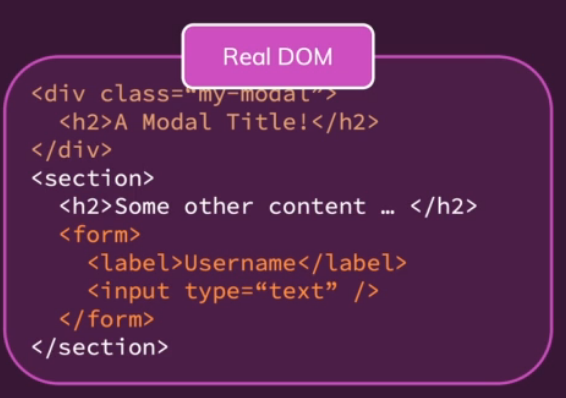 Real DOM
<div class=“my-modal”>
  <h2>A Modal Title!</h2>
</div>
<section>
  <h2>Some other content … </h2>
  <form>
    <label>Username</label>
    <input type=“text” />
  </form>
</section>